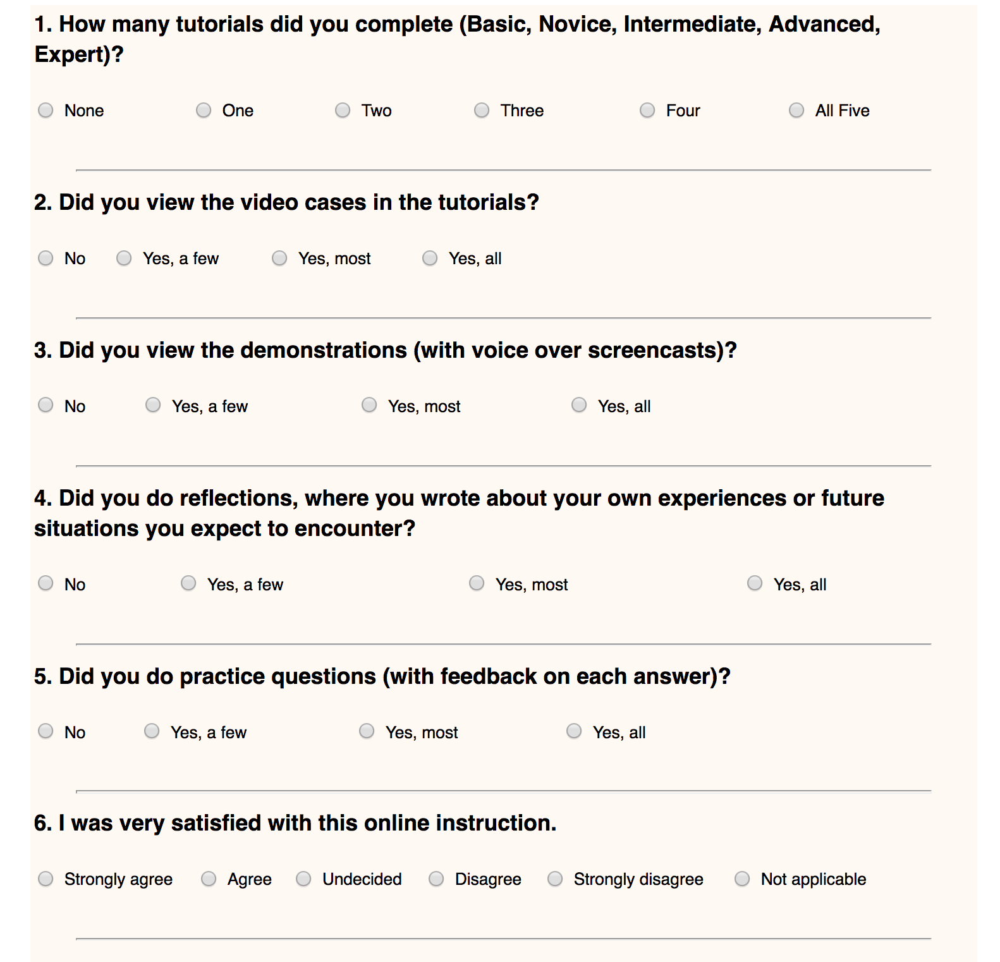 1. How many tutorials did you complete (Basic, Novice, Intermediate, Advanced,
Expert)?
None One Two Three Four All Five
2. Did you view the video cases in the tutorials?
No Yes, a few Yes, most Yes, all
3. Did you view the demonstrations (with voice over screencasts)?
No Yes, a few Yes, most Yes, all
4. Did you do reflections, where you wrote about your own experiences or future
situations you expect to encounter?
No Yes, a few Yes, most Yes, all
5. Did you do practice questions (with feedback on each answer)?
No Yes, a few Yes, most Yes, all
6. I was very satisfied with this online instruction.
Strongly agree Agree Undecided Disagree Strongly disagree Not applicable